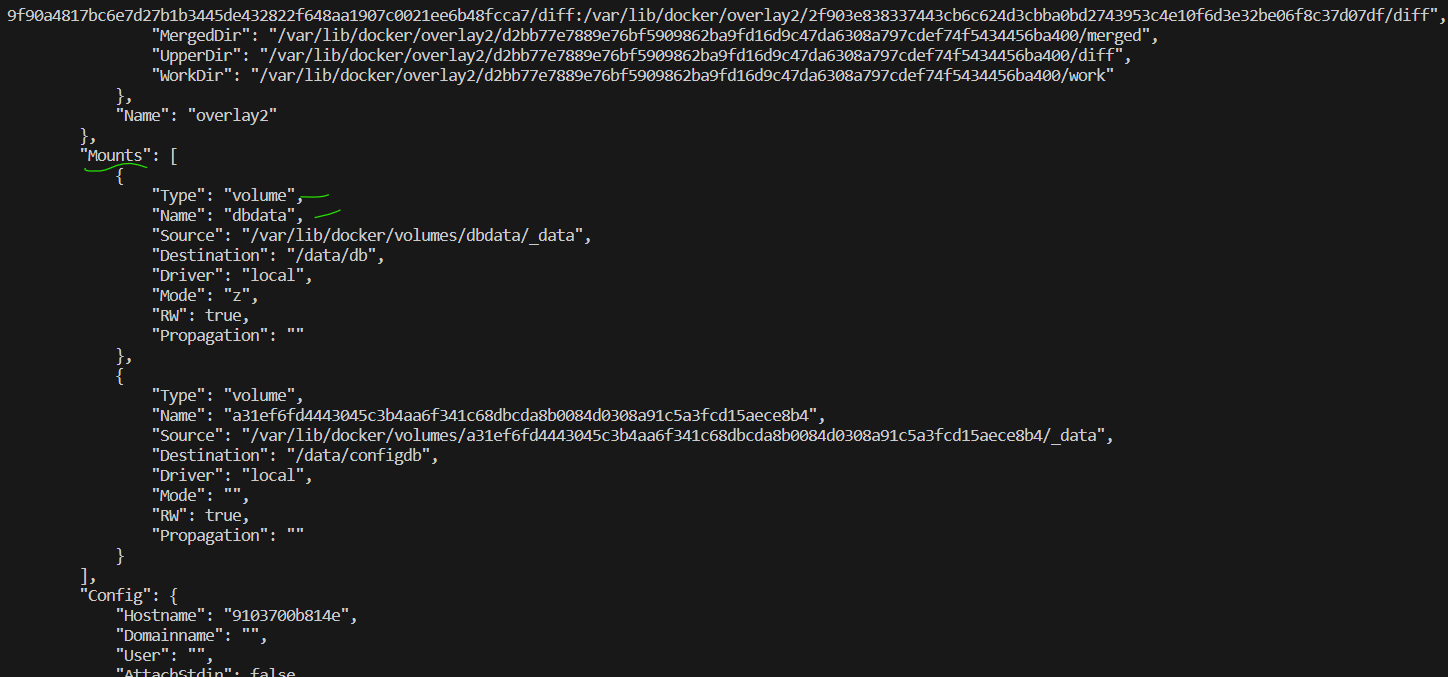 9f90a4817bc6e7d27b1b3445de432822f648aa1907c0021ee6b48fcca7/diff:/var/lib/docker/overlay2/2f903e838337443cb6c624d3cbba0bd2743953c4e10f6d3e32be06f8c37d07df/diff",
"MergedDir": "/var/lib/docker/overlay2/d2bb77e7889e76bf5909862ba9fd16d9c47da6308a797cdef74f5434456ba400/merged",
"UpperDir": "/var/lib/docker/overlay2/d2bb77e7889e76bf5909862ba9fd16d9c47da6308a797cdef74f5434456ba400/diff",
"WorkDir": "/var/lib/docker/overlay2/d2bb77e7889e76bf5909862ba9fd16d9c47da6308a797cdef74f5434456ba400/work"
},
"Name": "overlay2"
},
"Mounts": [
{
"Type": "volume",
"Name": "dbdata",
"Source": "/var/lib/docker/volumes/dbdata/_data",
"Destination": "/data/db",
"Driver": "local",
"Mode": "z",
"RW": true,
"Propagation": ""
},
{
"Type": "volume",
"Name": "a31ef6fd4443045c3b4aa6f341c68dbcda8b0084d0308a91c5a3fcd15aece8b4",
"Source": "/var/lib/docker/volumes/a31ef6fd4443045c3b4aa6f341c68dbcda8b0084d0308a91c5a3fcd15aece8b4/_data",
"Destination": "/data/configdb",
"Driver": "local",
"Mode": "",
"RW": true,
"Propagation": ""
}
],
"Config": {
"Hostname": "9103700b814e",
"Domainname": "",
"User": "",
"AttachStdin": false